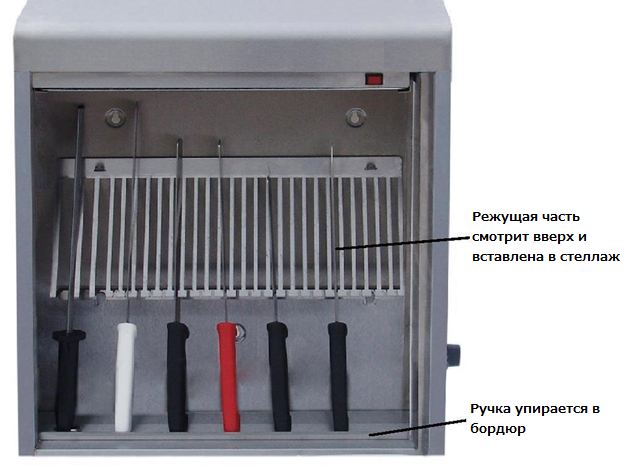 Режущая часть
смотрит вверх и
вставлена в стеллаж
Ручка упирается в
бордюр